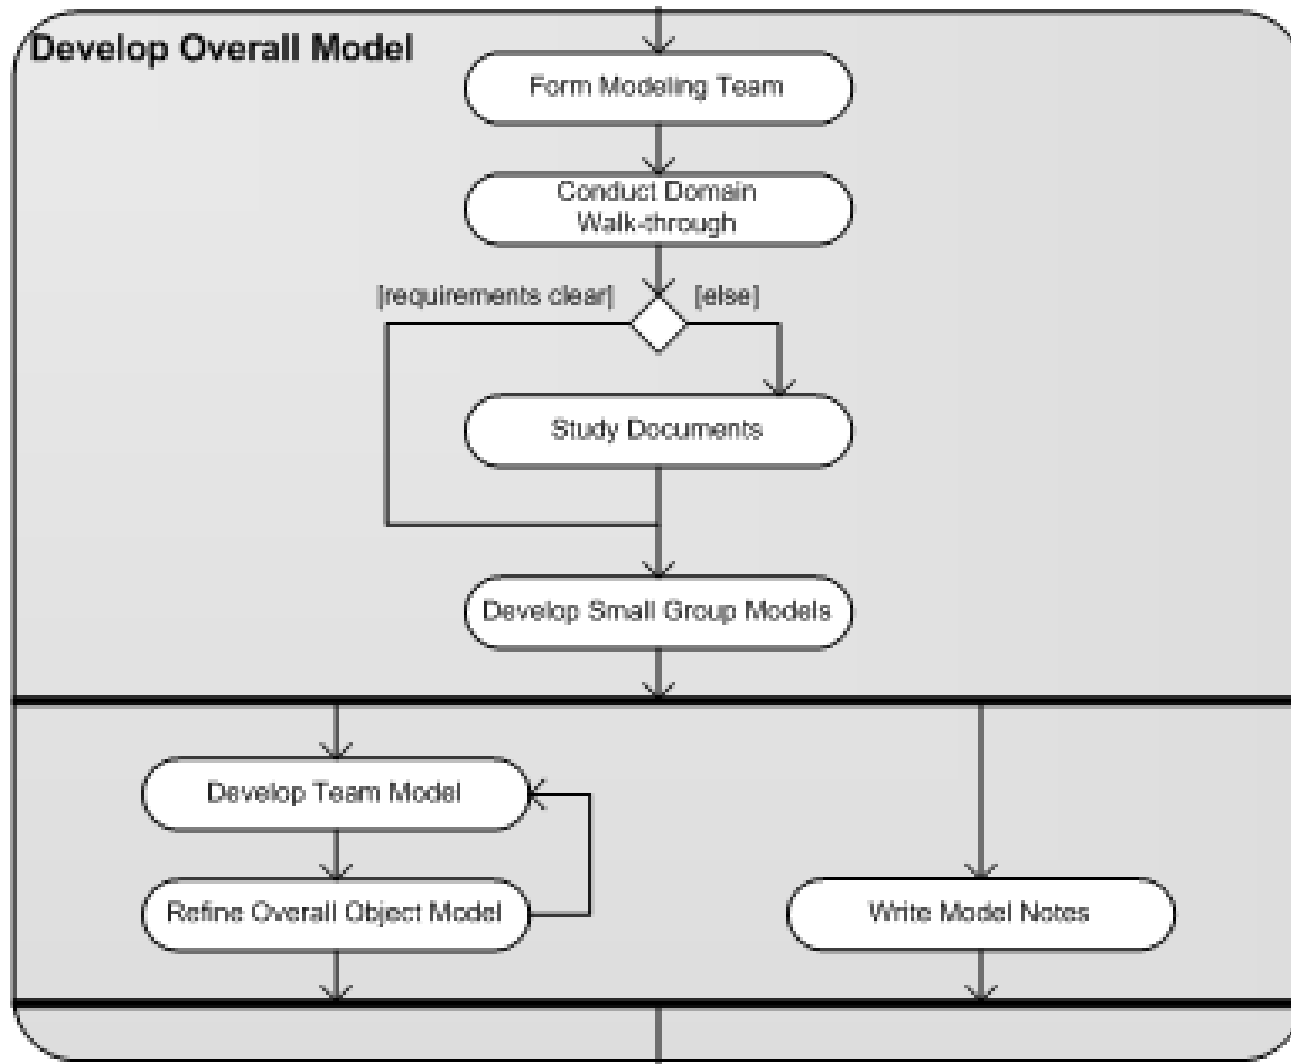 Develop Overall Model
Form Modeling Team
Conduct Domain
Walk-through
[requirements clear]
[else]
Study Documents
Develop Small Group Models
Develop Team Model
Refine Overall Object Model
Write Model Notes